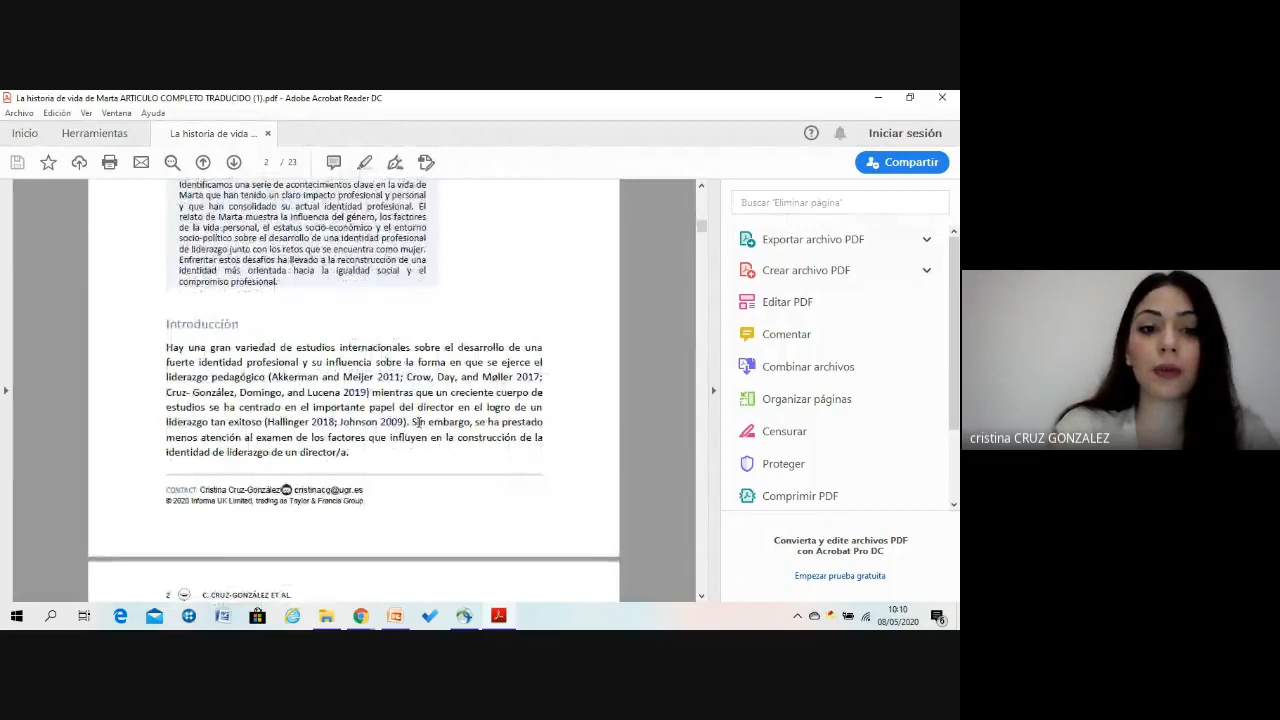 La historia de vida de Marta ARTICULO COMPLETO TRADUCIDO (1).pdf - Adobe Acrobat Reader DC
Archivo Edición Ver Ventana Ayuda
Inicio Herramientas La historia de vida ... × Iniciar sesión
2 / 23 Compartir
Identificamos una serie de acontecimientos clave en la vida de
Marta que han tenido un claro impacto profesional y personal
y que han consolidado su actual identidad profesional. El
relato de Marta muestra la influencia del género, los factores
de la vida personal, el estatus socio-económico y el entorno
socio-político sobre el desarrollo de una identidad profesional
de liderazgo junto con los retos que se encuentra como mujer.
Enfrentar estos desafíos ha llevado a la reconstrucción de una
identidad más orientada hacia la igualdad social y el
compromiso profesional.
Introducción
Hay una gran variedad de estudios internacionales sobre el desarrollo de una
fuerte identidad profesional y su influencia sobre la forma en que se ejerce el
liderazgo pedagógico (Akkerman and Meijer 2011; Crow, Day, and Møller 2017;
Cruz- González, Domingo, and Lucena 2019) mientras que un creciente cuerpo de
estudios se ha centrado en el importante papel del director en el logro de un
liderazgo tan exitoso (Hallinger 2018; Johnson 2009). Sin embargo, se ha prestado
menos atención al examen de los factores que influyen en la construcción de la
identidad de liderazgo de un director/a.
CONTACT Cristina Cruz-González cristinacg@ugr.es
© 2020 Informa UK Limited, trading as Taylor & Francis Group
2 C. CRUZ-GONZÁLEZ ET AL.
Buscar 'Eliminar página'
Exportar archivo PDF
Crear archivo PDF
Editar PDF
Comentar
Combinar archivos
Organizar páginas
Censurar
Proteger
Comprimir PDF
Convierta y edite archivos PDF
con Acrobat Pro DC
Empezar prueba gratuita
10:10
08/05/2020
6
cristina CRUZ GONZALEZ